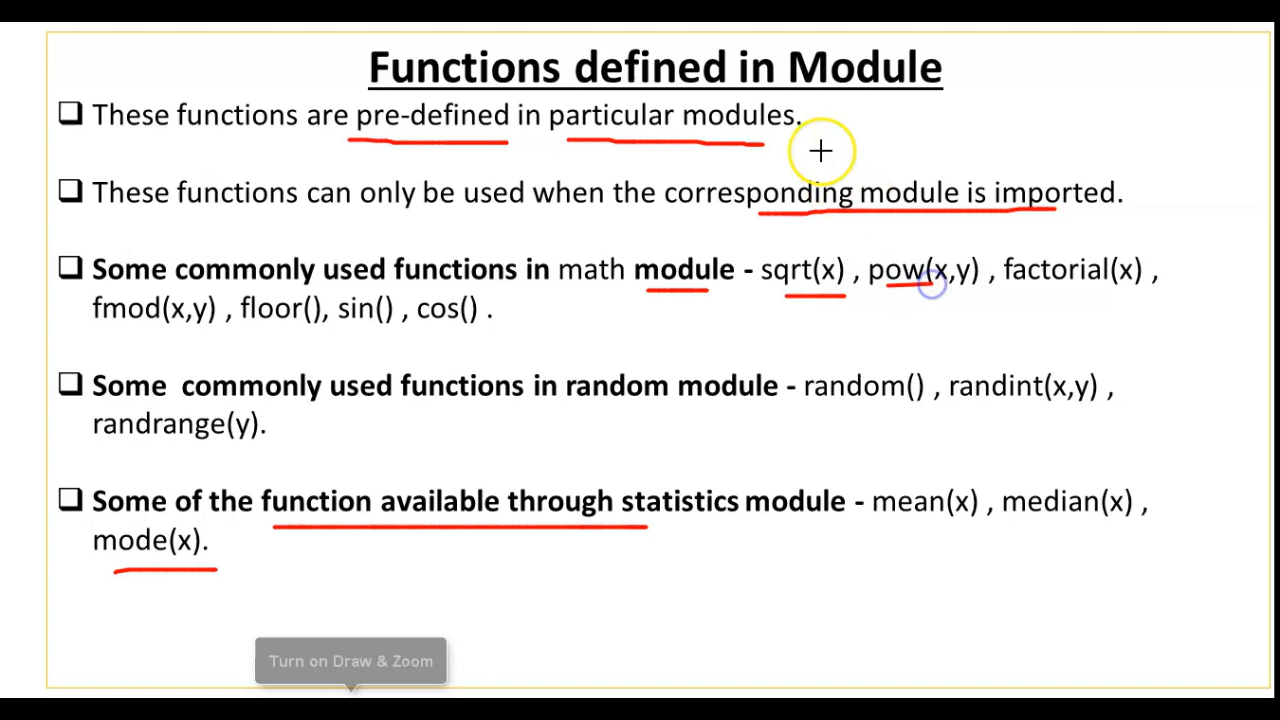 Functions defined in Module
❑ These functions are pre-defined in particular modules.
❑ These functions can only be used when the corresponding module is imported.
❑ Some commonly used functions in math module - sqrt(x) , pow(x,y) , factorial(x) ,
fmod(x,y) , floor(), sin() , cos() .
❑ Some commonly used functions in random module - random() , randint(x,y) ,
randrange(y).
❑ Some of the function available through statistics module - mean(x) , median(x) ,
mode(x).
Turn on Draw & Zoom